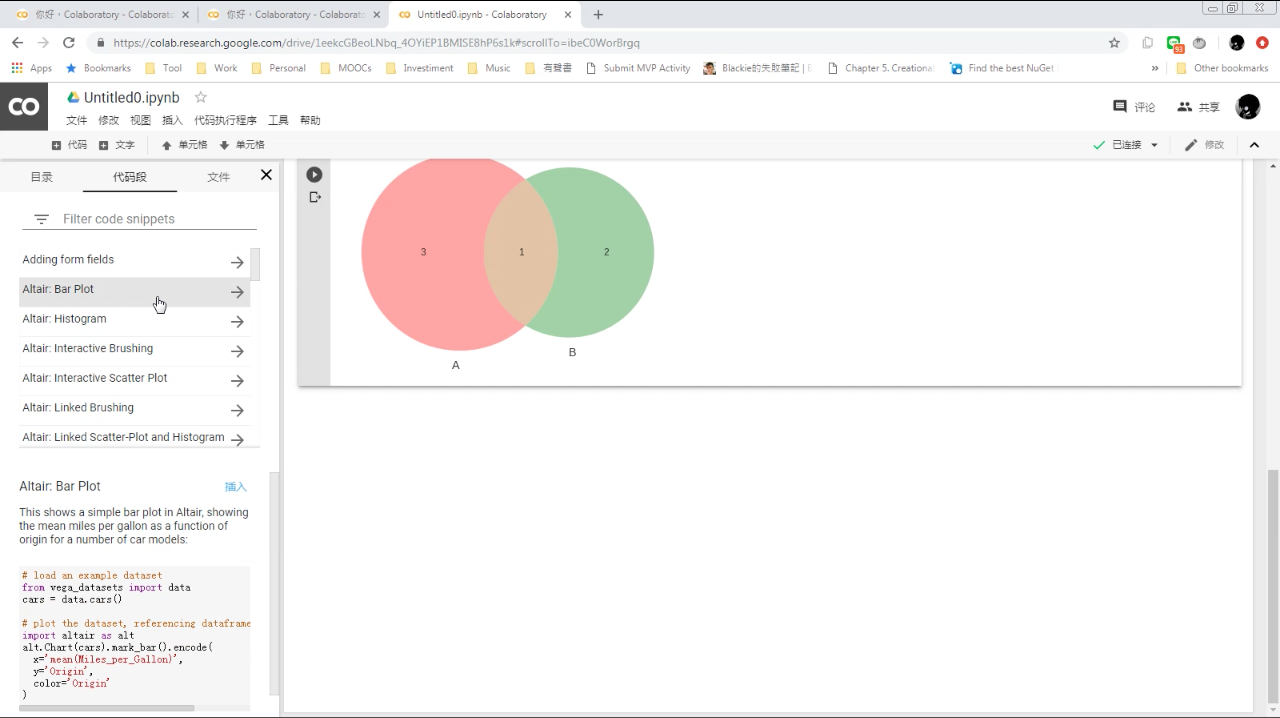 你好，Colaboratory - Colaborato
你好，Colaboratory - Colaborato
Untitled0.ipynb - Colaboratory
https://colab.research.google.com/drive/1eekcGBeoLNbq_4OYiEP1BMISE8hP6s1k#scrollTo=ibeC0WorBrgq
93
Apps
Bookmarks
Tool
Work
Personal
MOOCs
Investiment
Music
有聲書
Submit MVP Activity
Blackie的失敗筆記 |
Chapter 5. Creationa
Find the best NuGet
»
Other bookmarks
CO
Untitled0.ipynb
文件 修改 视图 插入 代码执行程序 工具 帮助
评论
共享
代码
文字
单元格
单元格
已连接
修改
目录
代码段
文件
Filter code snippets
Adding form fields
Altair: Bar Plot
Altair: Histogram
Altair: Interactive Brushing
Altair: Interactive Scatter Plot
Altair: Linked Brushing
Altair: Linked Scatter-Plot and Histogram
Altair: Bar Plot
插入
This shows a simple bar plot in Altair, showing
the mean miles per gallon as a function of
origin for a number of car models:
# load an example dataset
from vega_datasets import data
cars = data.cars()
# plot the dataset, referencing dataframe
import altair as alt
alt.Chart(cars).mark_bar().encode(
x='mean(Miles_per_Gallon)',
y='Origin',
color='Origin'
)
3
1
2
A
B